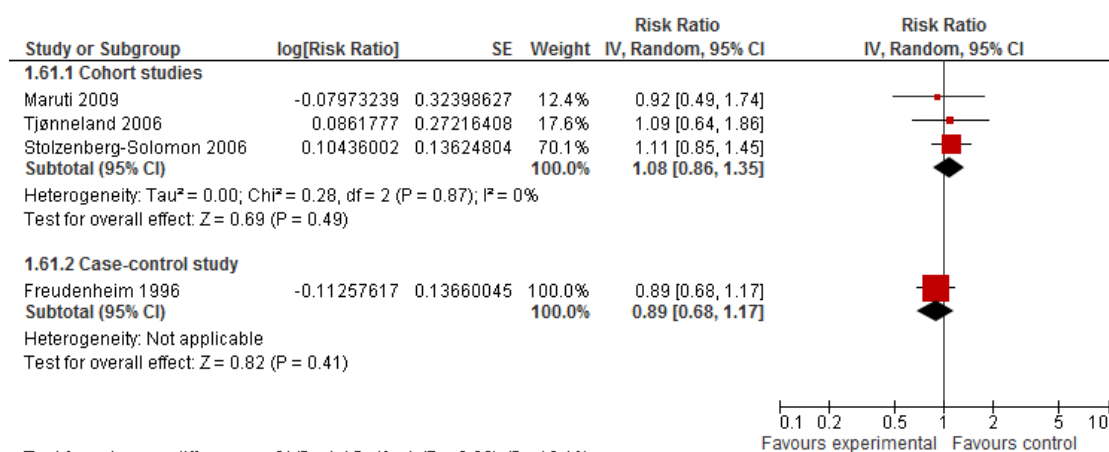 Risk Ratio Risk Ratio
Study or Subgroup log[Risk Ratio] SE Weight IV, Random, 95% CI IV, Random, 95% CI
1.61.1 Cohort studies
Maruti 2009 -0.07973239 0.32398627 12.4% 0.92 [0.49, 1.74]
Tjønneland 2006 0.0861777 0.27216408 17.6% 1.09 [0.64, 1.86]
Stolzenberg-Solomon 2006 0.10436002 0.13624804 70.1% 1.11 [0.85, 1.45]
Subtotal (95% CI) 100.0% 1.08 [0.86, 1.35]
Heterogeneity: Tau² = 0.00; Chi² = 0.28, df = 2 (P = 0.87); I² = 0%
Test for overall effect: Z = 0.69 (P = 0.49)
1.61.2 Case-control study
Freudenheim 1996 -0.11257617 0.13660045 100.0% 0.89 [0.68, 1.17]
Subtotal (95% CI) 100.0% 0.89 [0.68, 1.17]
Heterogeneity: Not applicable
Test for overall effect: Z = 0.82 (P = 0.41)
0.1 0.2 0.5 1 2 5 10
Favours experimental Favours control